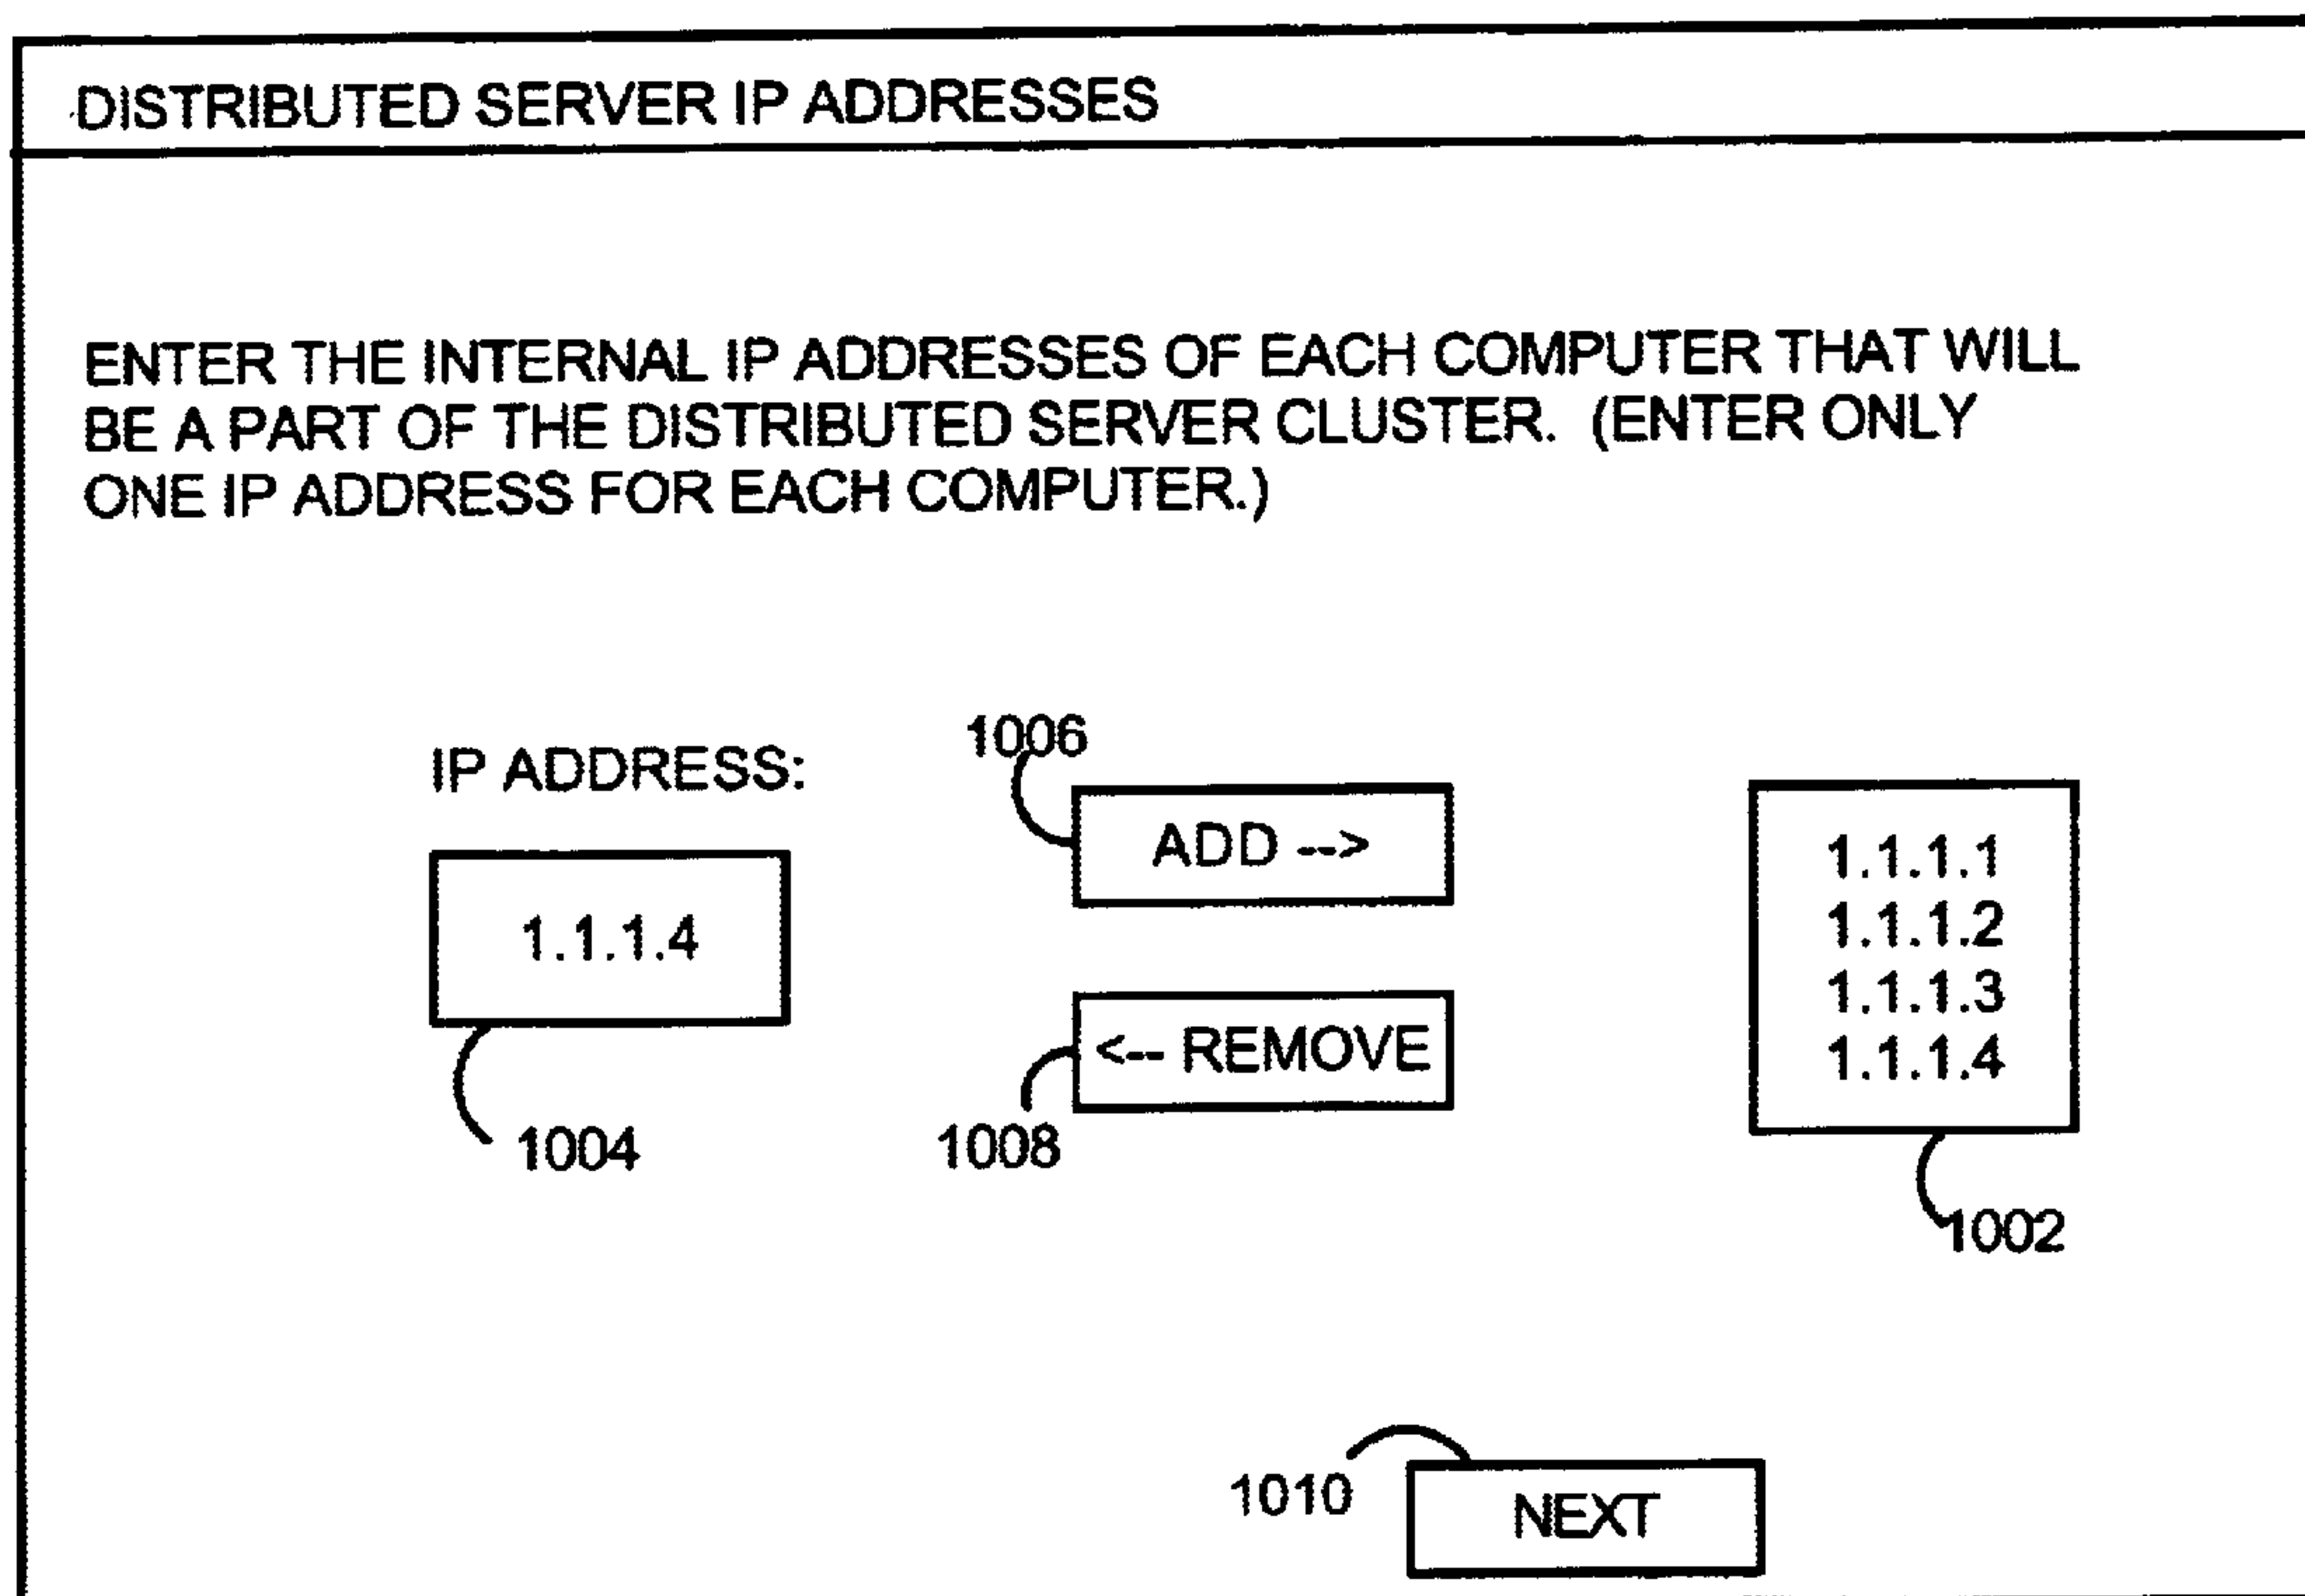 DISTRIBUTED SERVER IP ADDRESSES
ENTER THE INTERNAL IP ADDRESSES OF EACH COMPUTER THAT WILL
BE A PART OF THE DISTRIBUTED SERVER CLUSTER. (ENTER ONLY
ONE IP ADDRESS FOR EACH COMPUTER.)
IP ADDRESS:
1.1.1.4
1004
1006
ADD -->
<-- REMOVE
1008
1.1.1.1
1.1.1.2
1.1.1.3
1.1.1.4
1002
1010
NEXT